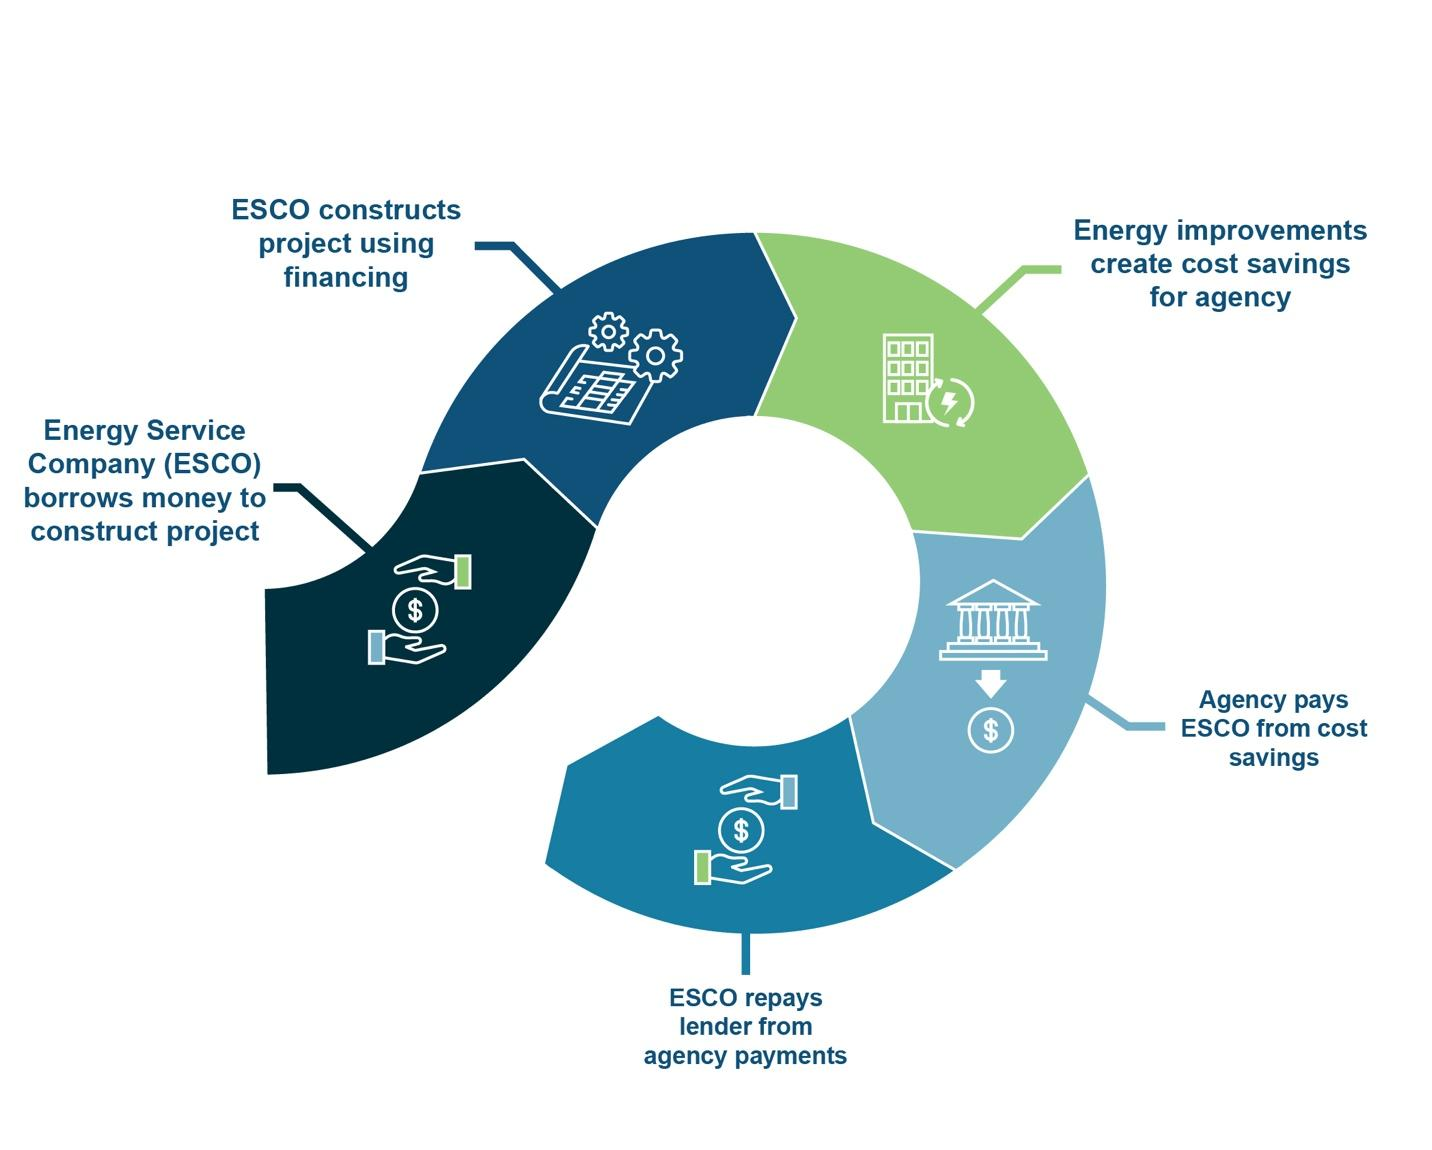 Energy Service
Company (ESCO)
borrows money to
construct project
ESCO constructs
project using
financing
Energy improvements
create cost savings
for agency
Agency pays
ESCO from cost
savings
ESCO repays
lender from
agency payments
$
$
$